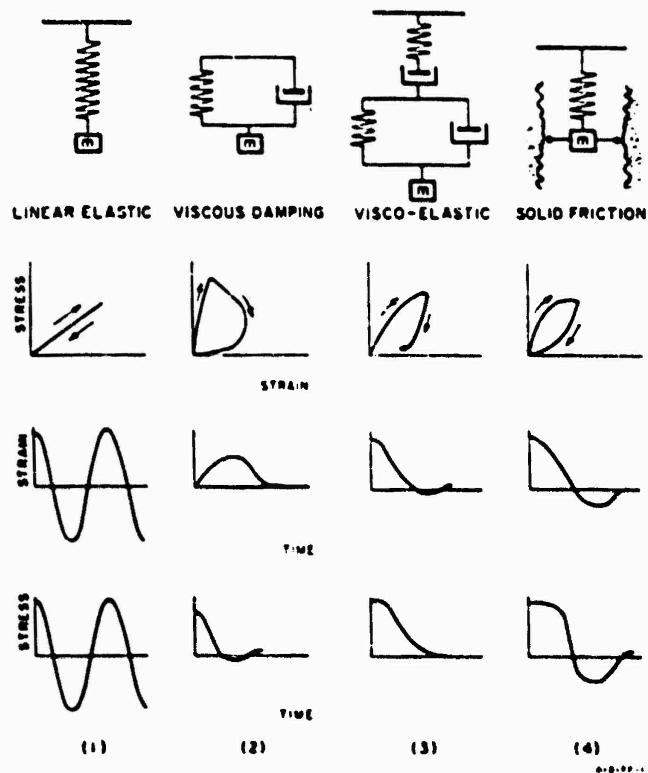 m
m
m
m
LINEAR ELASTIC VISCOUS DAMPING VISCO-ELASTIC SOLID FRICTION
STRESS
STRAIN
STRAIN
TIME
STRESS
TIME
(1) (2) (3) (4)